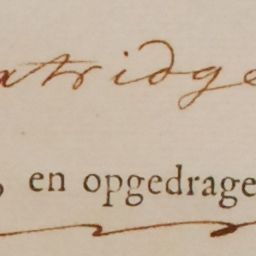 atridge
, en opgedrage